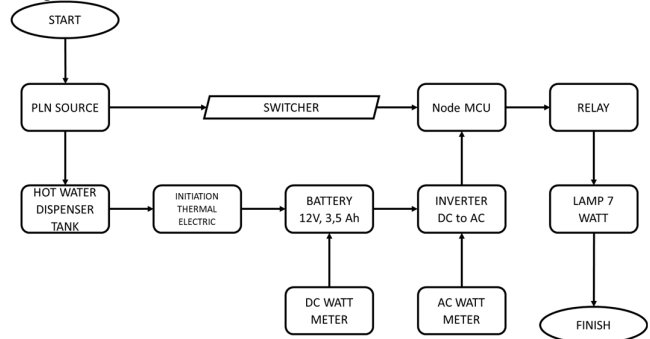 START
PLN SOURCE
SWITCHER
Node MCU
RELAY
HOT WATER
DISPENSER
TANK
INITIATION
THERMAL
ELECTRIC
BATTERY
12V, 3,5 Ah
INVERTER
DC to AC
LAMP 7
WATT
DC WATT
METER
AC WATT
METER
FINISH